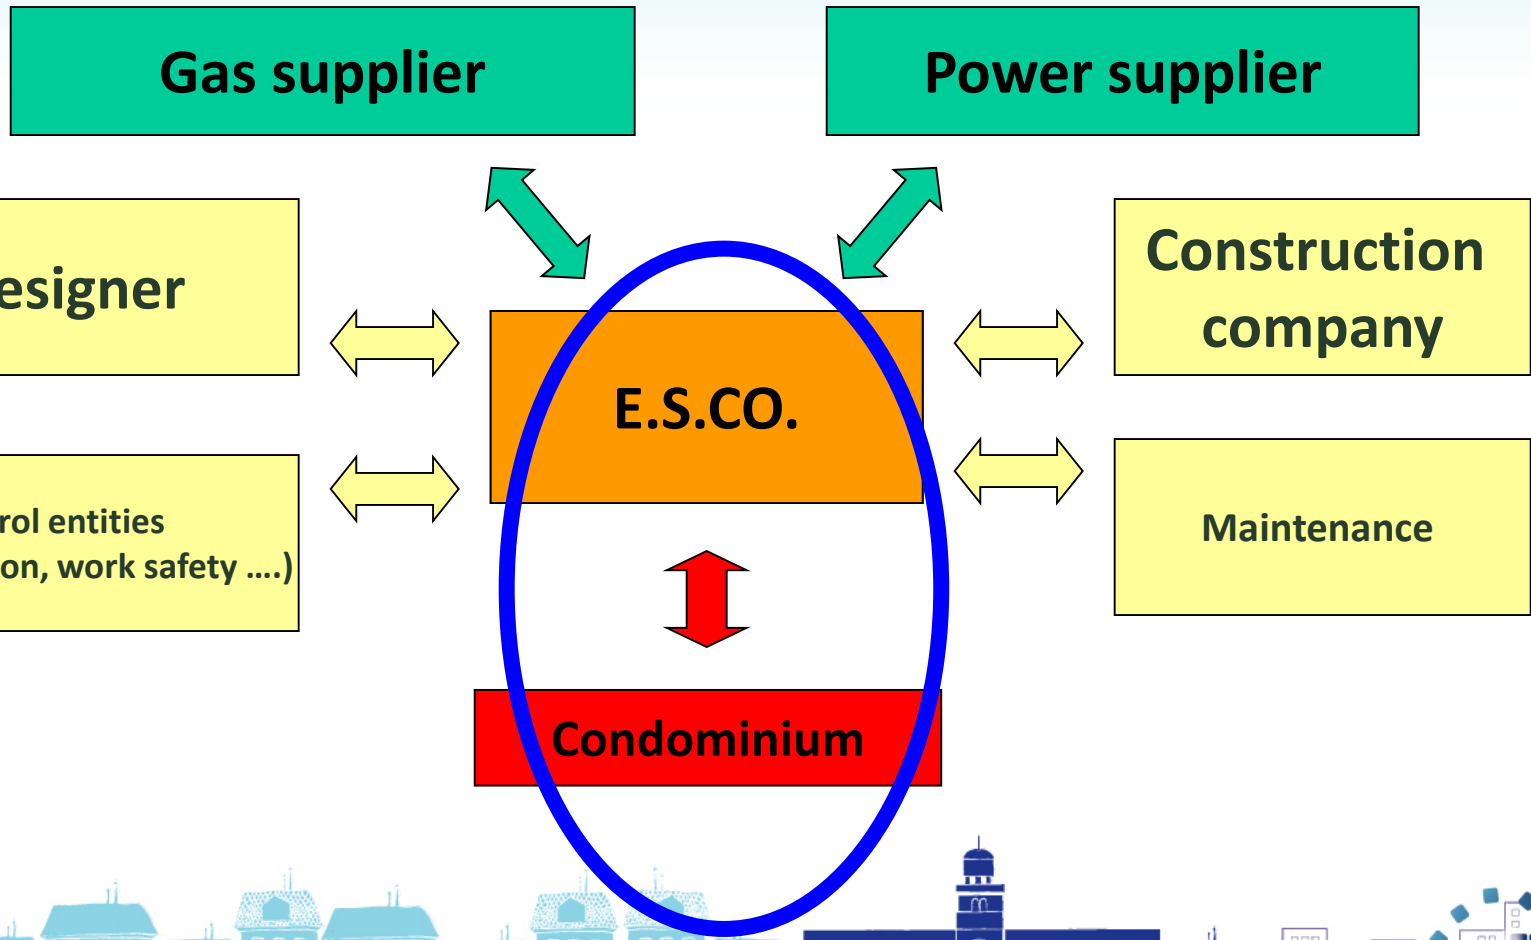 Gas supplier
Power supplier
esigner
Construction
company
E.S.CO.
rol entities
on, work safety ....)
Maintenance
Condominium